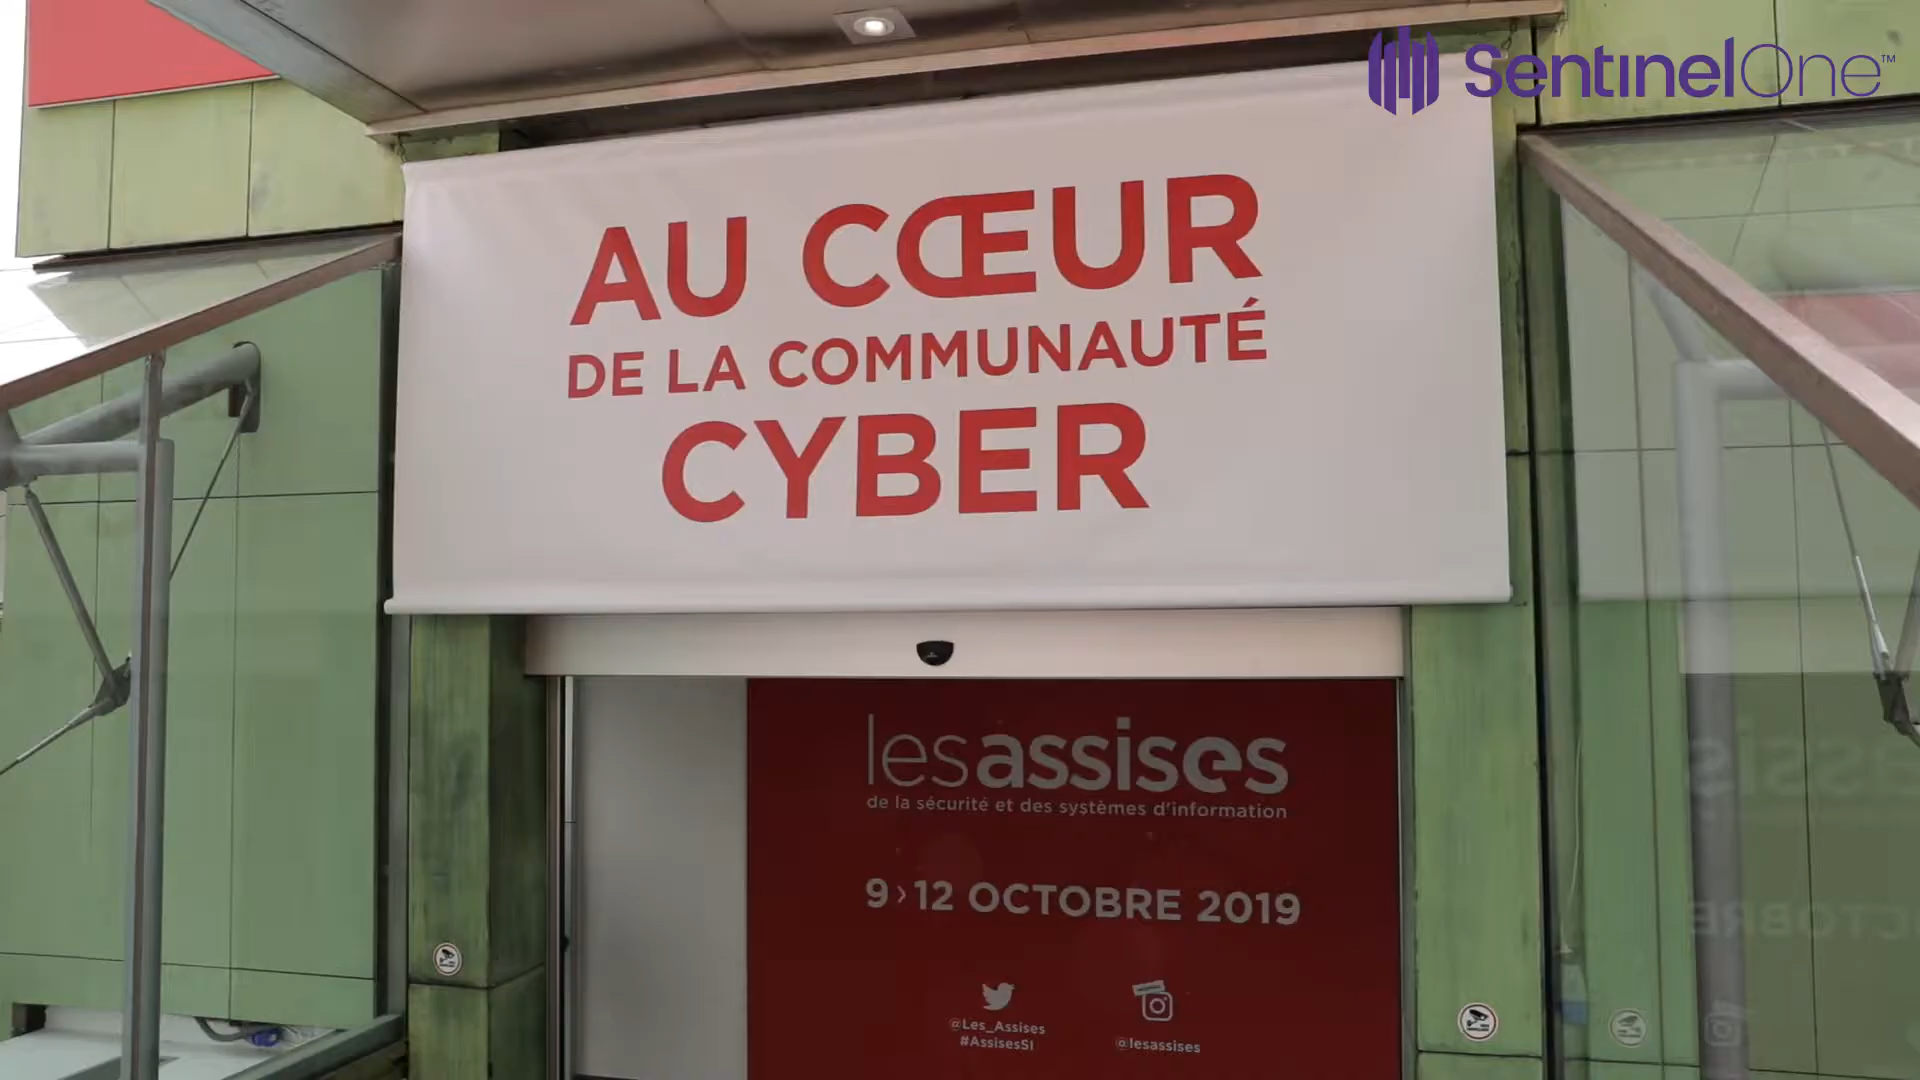 SentinelOne™
AU CŒUR
DE LA COMMUNAUTÉ
CYBER
lesassises
de la sécurité et des systèmes d'information
9 › 12 OCTOBRE 2019
@Les_Assises
#AssisesSI
@lesassises